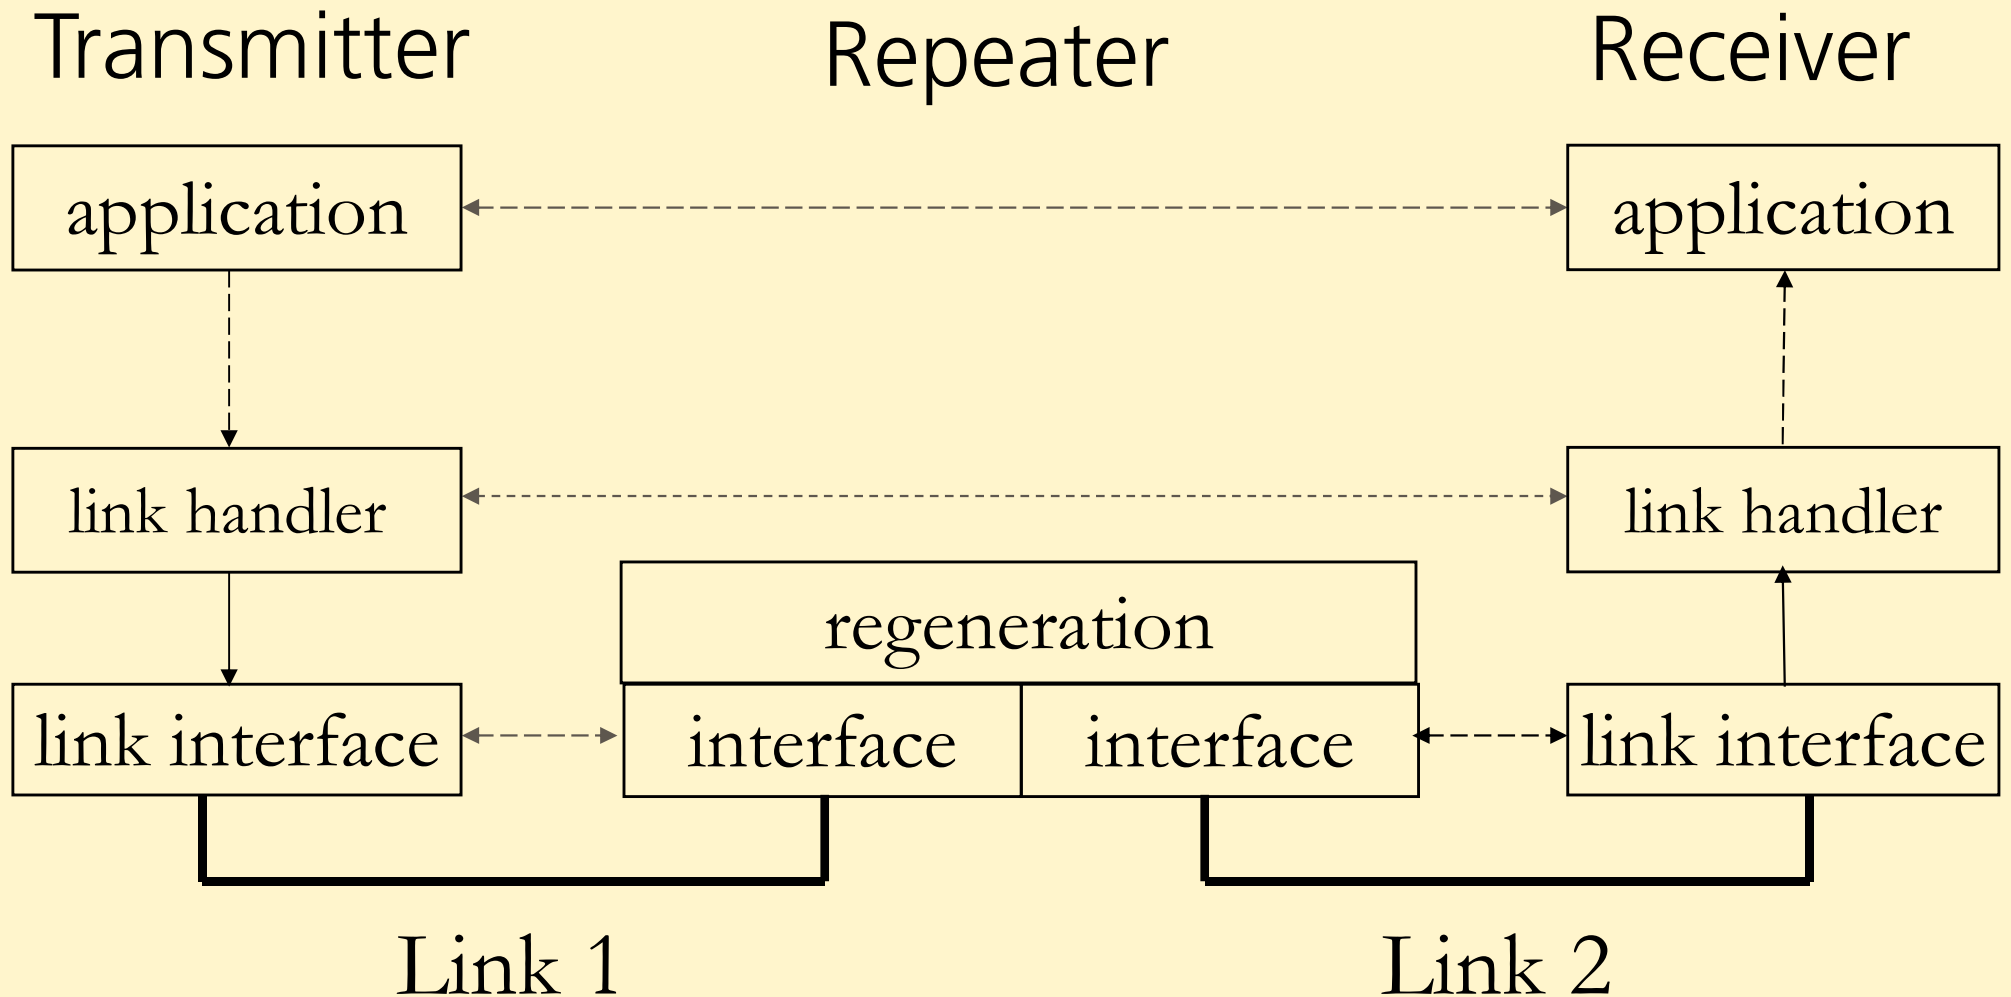 Transmitter
Repeater
Receiver
application
application
link handler
link handler
regeneration
link interface
interface
interface
link interface
Link 1
Link 2